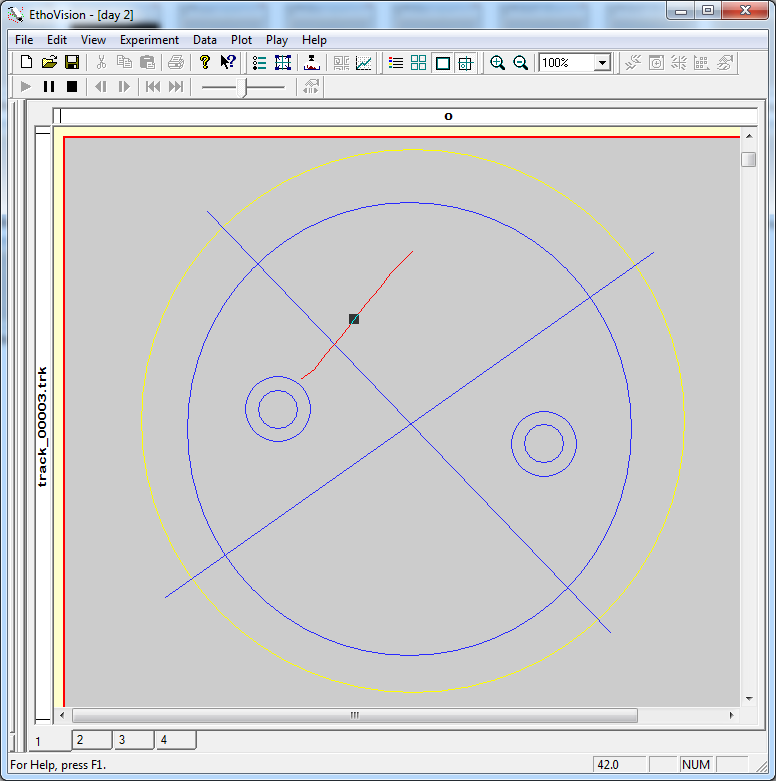 EthoVision - [day 2]
File Edit View Experiment Data Plot Play Help
100%
o
track_00003.trk
1 2 3 4
For Help, press F1. 42.0 NUM